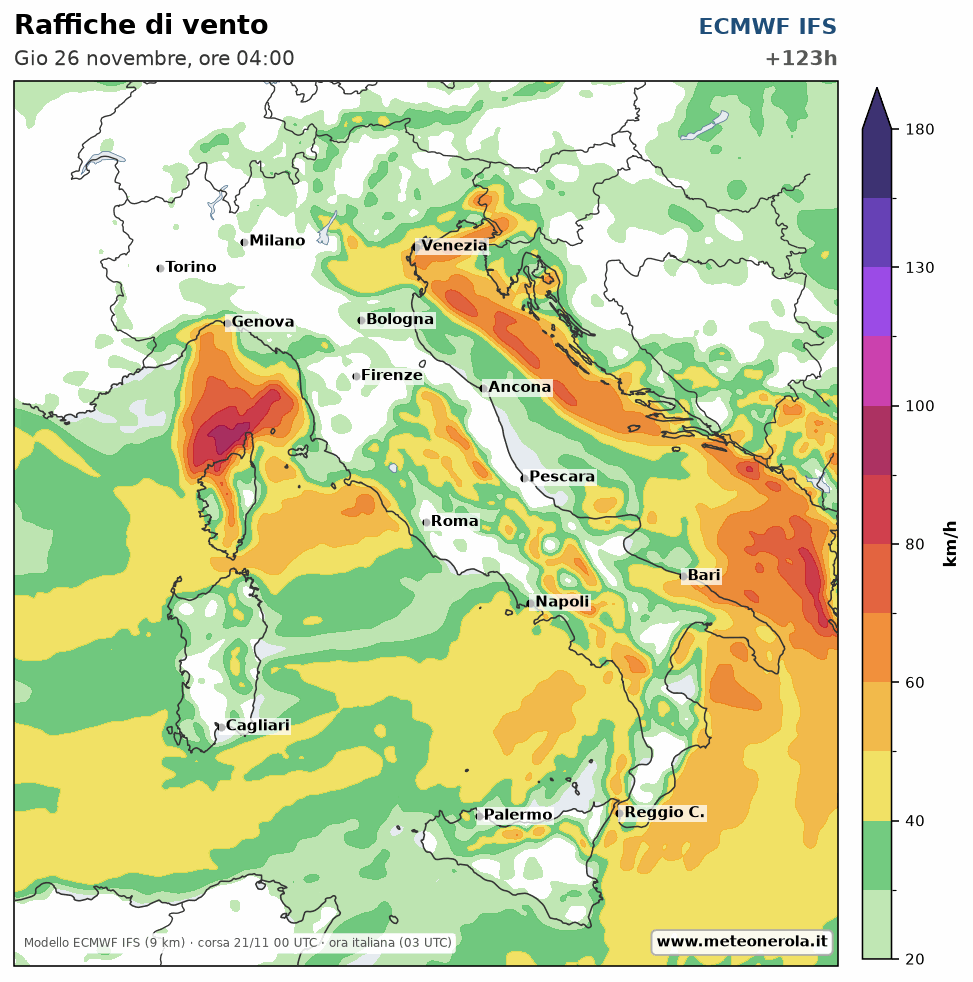 Raffiche di vento
ECMWF IFS
Gio 26 novembre, ore 04:00
+123h
180
130
100
80
60
40
20
km/h
Venezia
Milano
Torino
Genova
Bologna
Firenze
Ancona
Pescara
Roma
Bari
Napoli
Cagliari
Palermo
Reggio C.
Modello ECMWF IFS (9 km) · corsa 21/11 00 UTC · ora italiana (03 UTC)
www.meteonerola.it